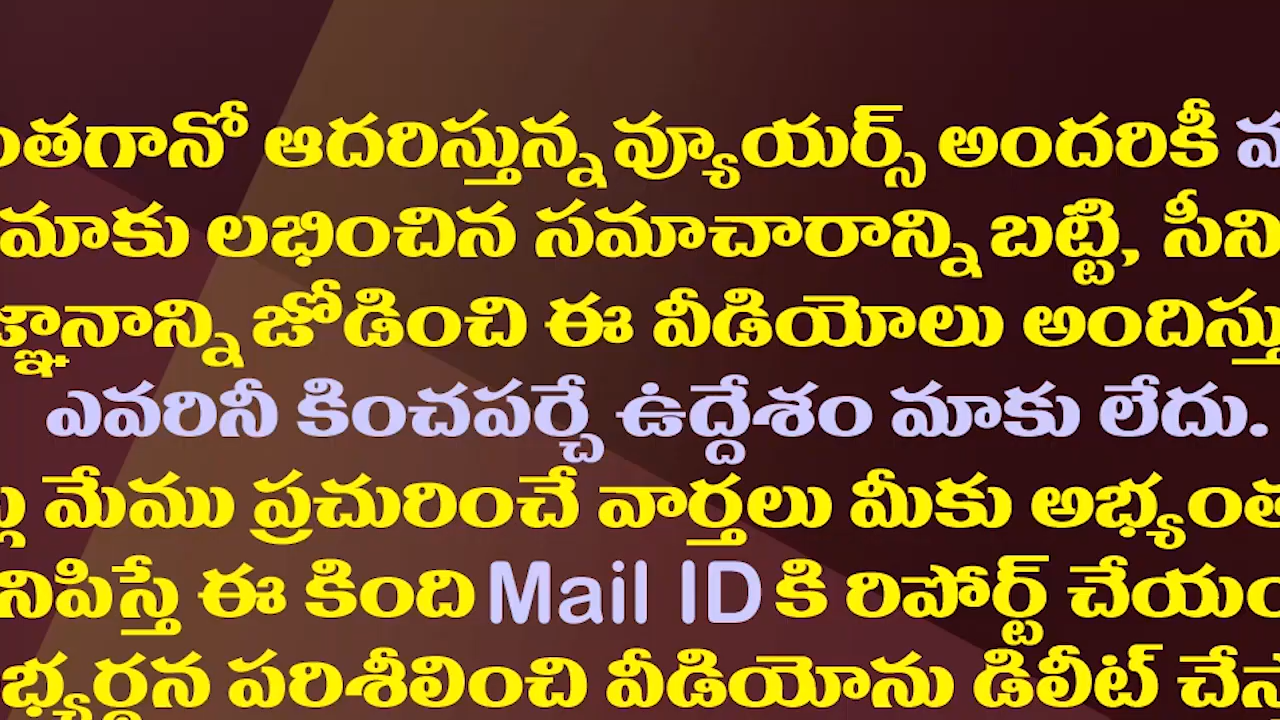 ఆదరిస్తున్న వ్యూయర్స్ అందరికీ
మాకు లభించిన సమాచారాన్ని బట్టి,
జోడించి ఈ వీడియోలు
ఎవరినీ కించపర్చే ఉద్దేశం మాకు లేదు.
మేము ప్రచురించే వార్తలు మీకు
ఈ కింది Mail ID కి రిపోర్ట్
పరిశీలించి వీడియోను డిలీట్